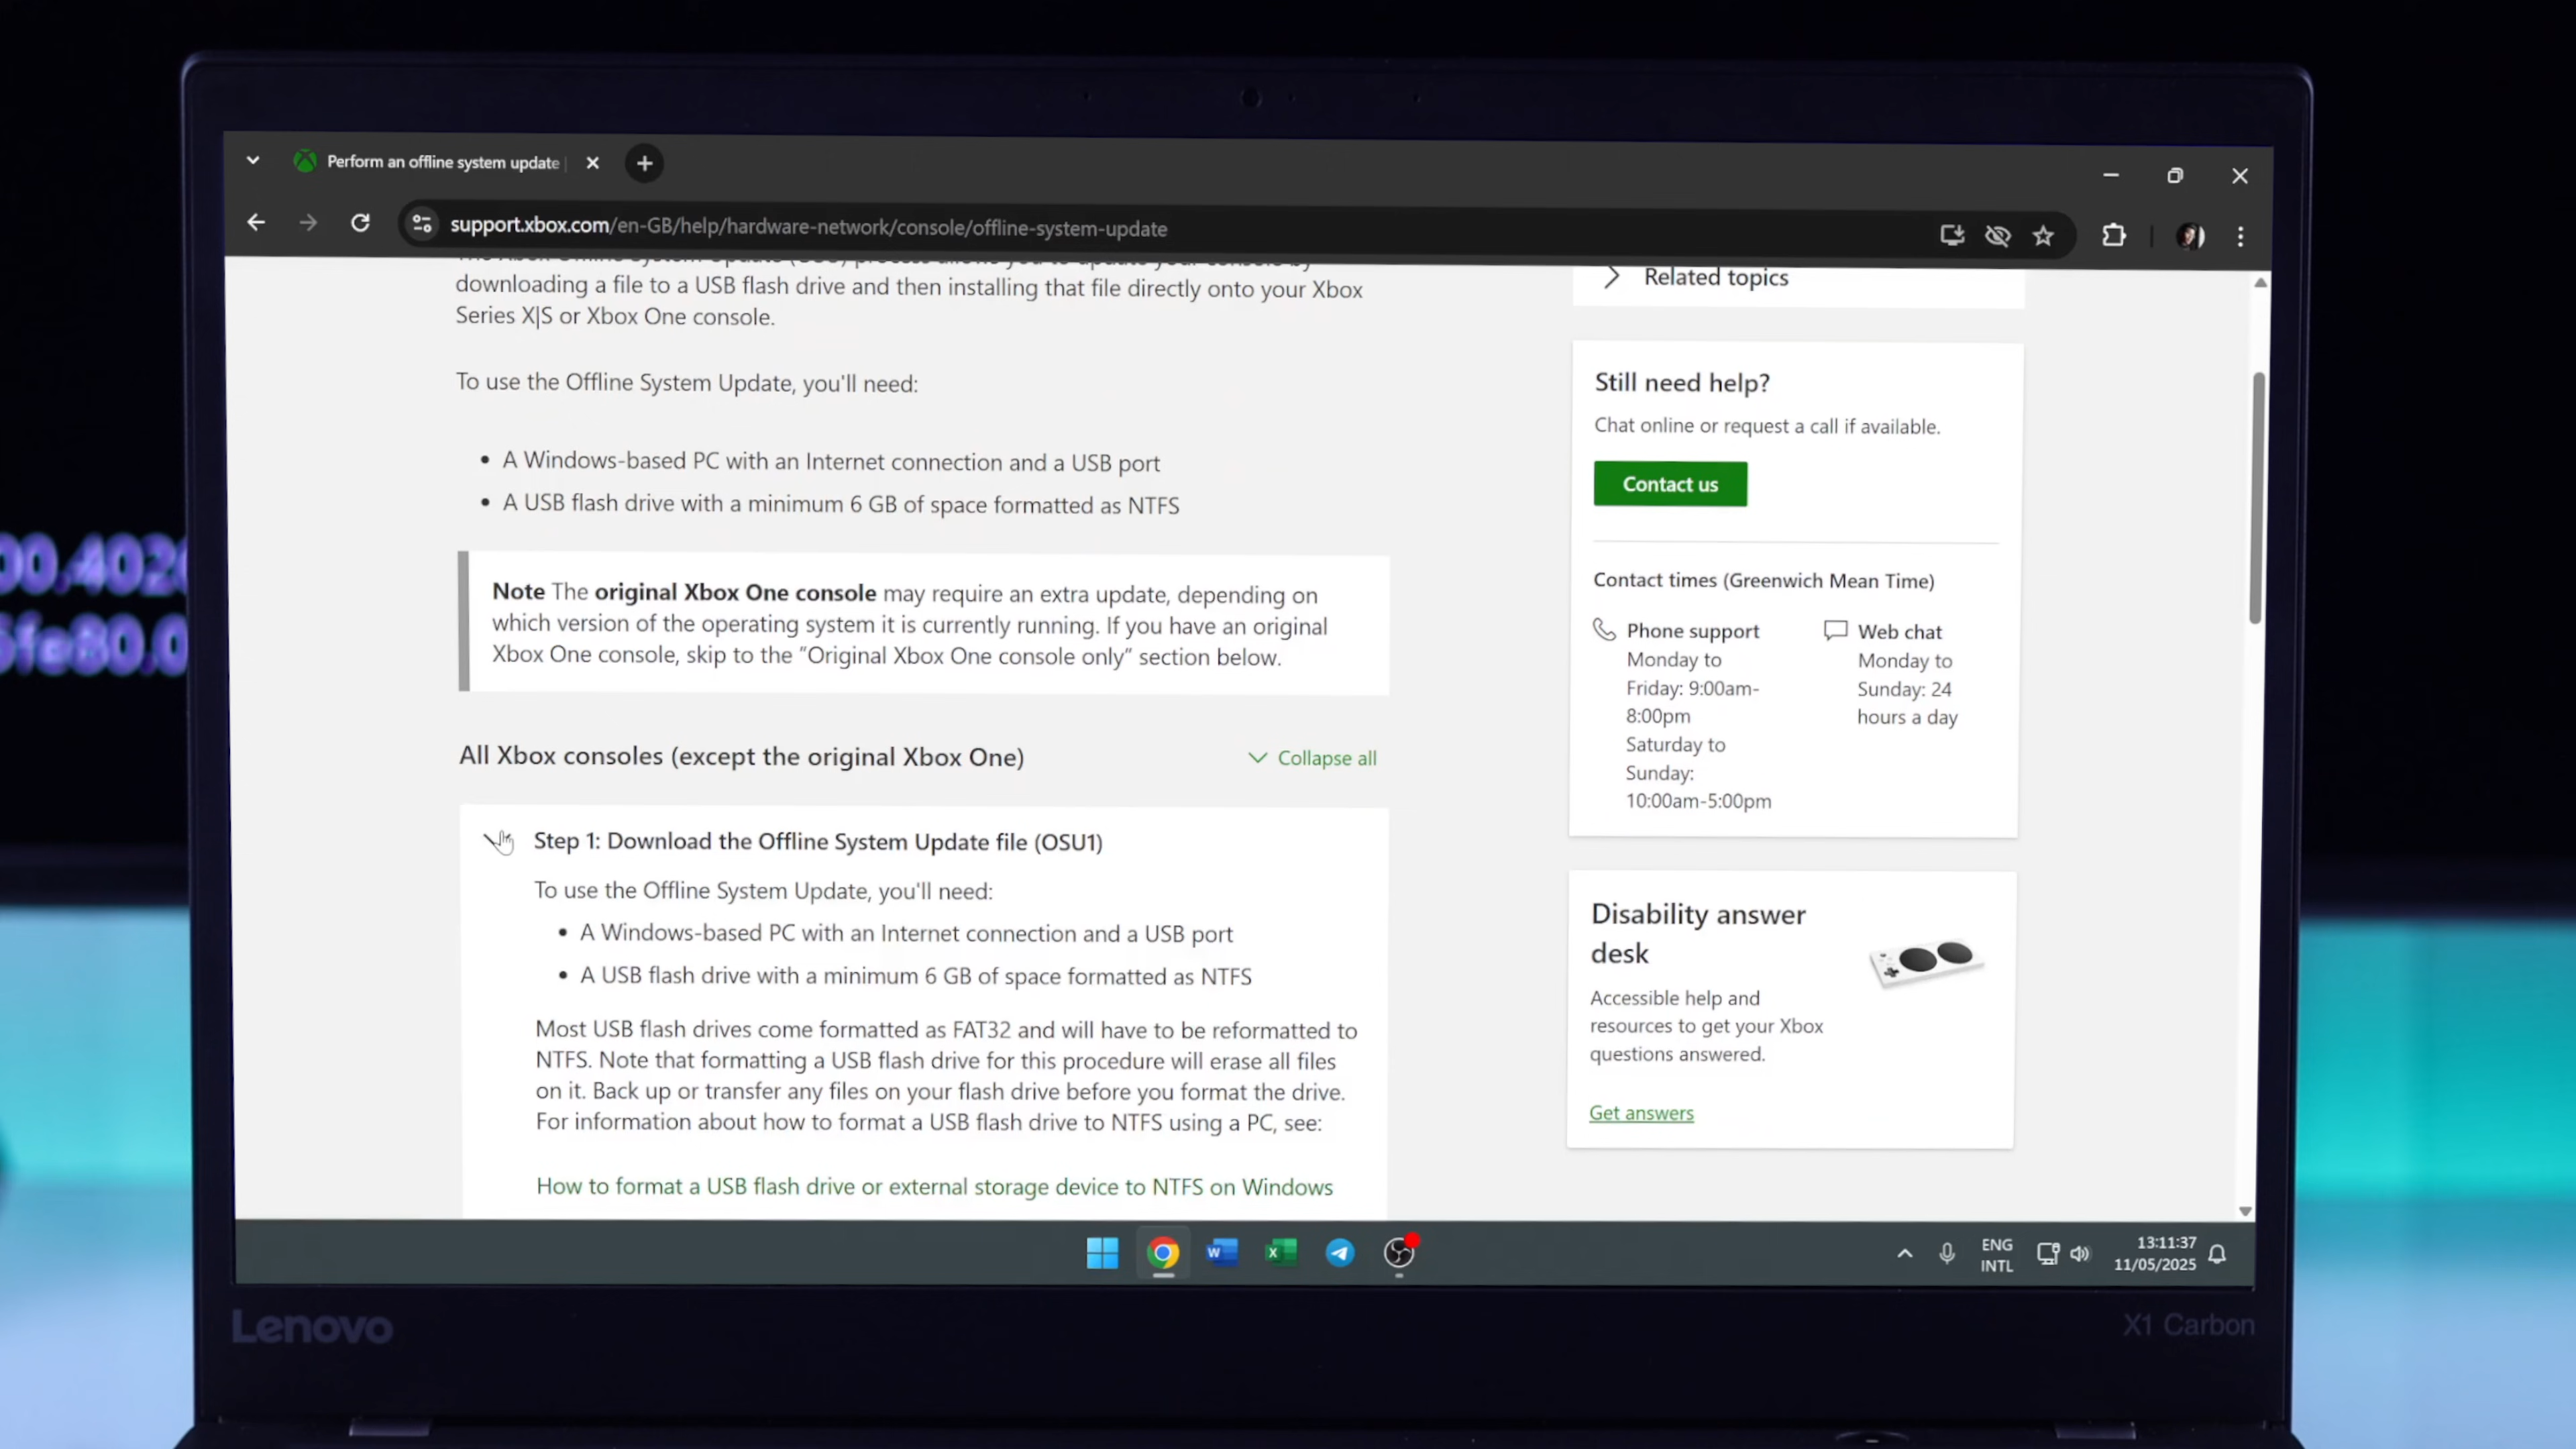 Perform an offline system update
support.xbox.com/en-GB/help/hardware-network/console/offline-system-update
downloading a file to a USB flash drive and then installing that file directly onto your Xbox
Series X|S or Xbox One console.
To use the Offline System Update, you'll need:
• A Windows-based PC with an Internet connection and a USB port
• A USB flash drive with a minimum 6 GB of space formatted as NTFS
Note The original Xbox One console may require an extra update, depending on
which version of the operating system it is currently running. If you have an original
Xbox One console, skip to the “Original Xbox One console only” section below.
All Xbox consoles (except the original Xbox One)
Collapse all
Step 1: Download the Offline System Update file (OSU1)
To use the Offline System Update, you'll need:
• A Windows-based PC with an Internet connection and a USB port
• A USB flash drive with a minimum 6 GB of space formatted as NTFS
Most USB flash drives come formatted as FAT32 and will have to be reformatted to
NTFS. Note that formatting a USB flash drive for this procedure will erase all files
on it. Back up or transfer any files on your flash drive before you format the drive.
For information about how to format a USB flash drive to NTFS using a PC, see:
How to format a USB flash drive or external storage device to NTFS on Windows
Related topics
Still need help?
Chat online or request a call if available.
Contact us
Contact times (Greenwich Mean Time)
Phone support
Monday to
Friday: 9:00am-
8:00pm
Saturday to
Sunday:
10:00am-5:00pm
Web chat
Monday to
Sunday: 24
hours a day
Disability answer
desk
Accessible help and
resources to get your Xbox
questions answered.
Get answers
ENG
INTL
13:11:37
11/05/2025
Lenovo
X1 Carbon